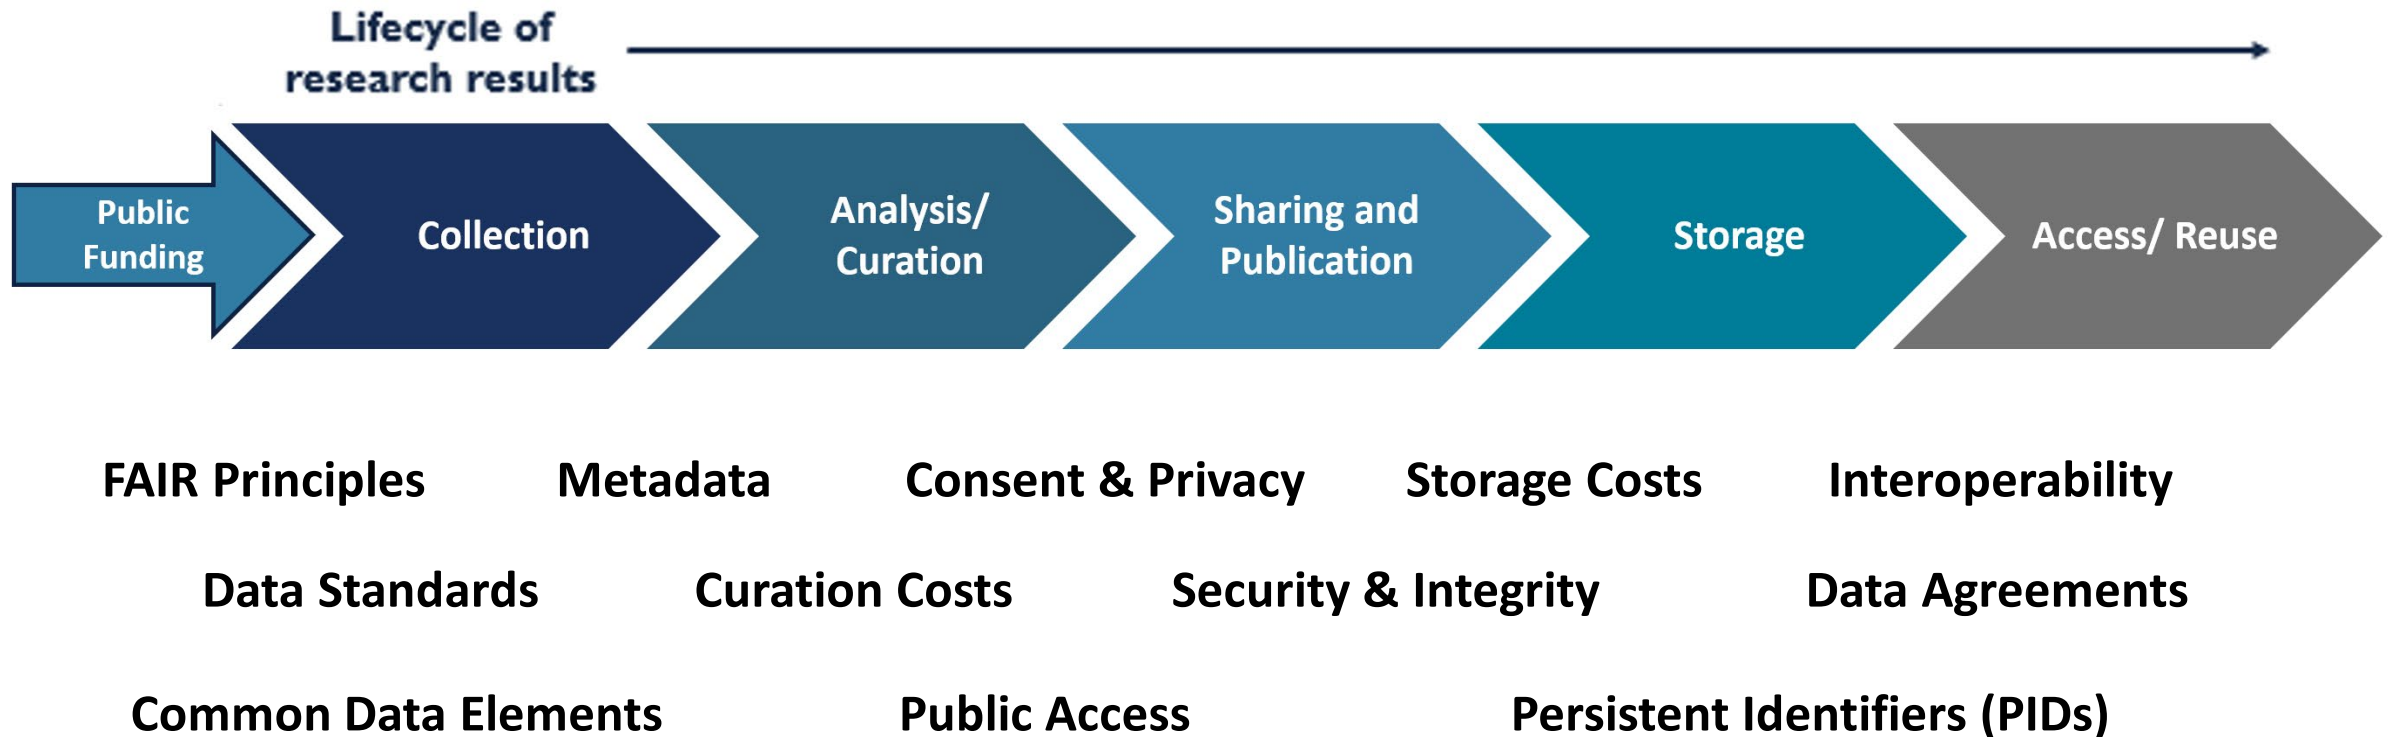 Lifecycle of
research results
Public
Funding
Collection
Analysis/
Curation
Sharing and
Publication
Storage
Access/ Reuse
FAIR Principles
Metadata
Consent & Privacy
Storage Costs
Interoperability
Data Standards
Curation Costs
Security & Integrity
Data Agreements
Common Data Elements
Public Access
Persistent Identifiers (PIDs)